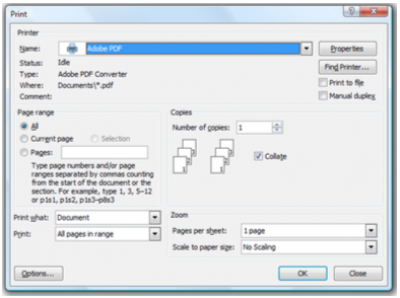 Print
Printer
Name: Adobe PDF Properties
Status: Idle Find Printer...
Type: Adobe PDF Converter
Where: Documents\*.pdf Print to file
Comment: Manual duplex
Page range
All
Current page Selection
Pages:
Type page numbers and/or page
ranges separated by commas counting
from the start of the document or the
section. For example, type 1, 3, 5–12
or p1s1, p1s2, p1s3–p8s3
Copies
Number of copies: 1
Collate
Print what: Document
Print: All pages in range
Zoom
Pages per sheet: 1 page
Scale to paper size: No Scaling
Options... OK Close